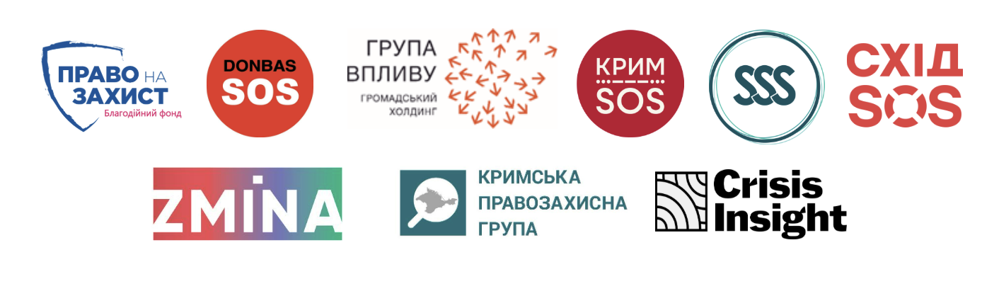 ПРАВО НА
ЗАХИСТ
Благодійний фонд
DONBAS
SOS
ГРУПА
ВПЛИВУ
ГРОМАДСЬКИЙ
ХОЛДИНГ
КРИМ
SOS
SSS
СХІД
SOS
ZMINA
КРИМСЬКА
ПРАВОЗАХИСНА
ГРУПА
Crisis
Insight